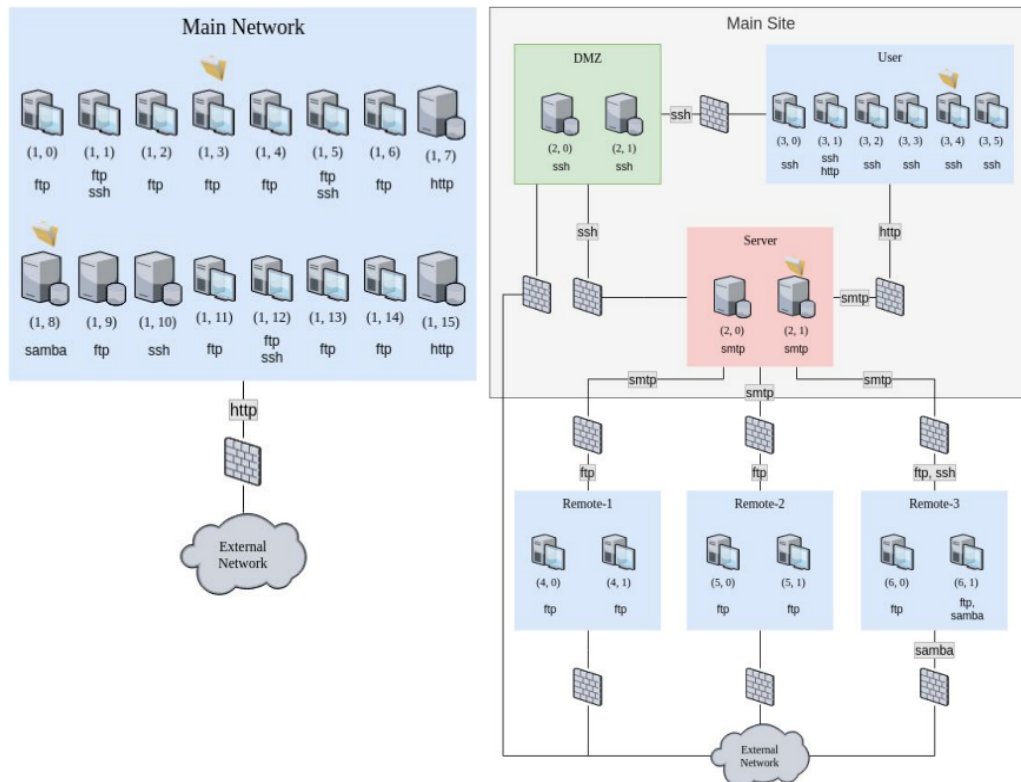 Main Network
(1, 0) (1, 1) (1, 2) (1, 3) (1, 4) (1, 5) (1, 6) (1, 7)
ftp ftp ftp ftp ftp ftp ftp http
ssh ssh
(1, 8) (1, 9) (1, 10) (1, 11) (1, 12) (1, 13) (1, 14) (1, 15)
samba ftp ssh ftp ftp ftp ftp http
ssh
http
External
Network
Main Site
DMZ
(2, 0) (2, 1)
ssh ssh
ssh
User
(3, 0) (3, 1) (3, 2) (3, 3) (3, 4) (3, 5)
ssh ssh ssh ssh ssh ssh
http
ssh
http
Server
(2, 0) (2, 1)
smtp smtp
smtp
smtp
smtp
smtp
ftp
ftp
ftp, ssh
Remote-1
(4, 0) (4, 1)
ftp ftp
Remote-2
(5, 0) (5, 1)
ftp ftp
Remote-3
(6, 0) (6, 1)
ftp ftp,
samba
samba
External
Network